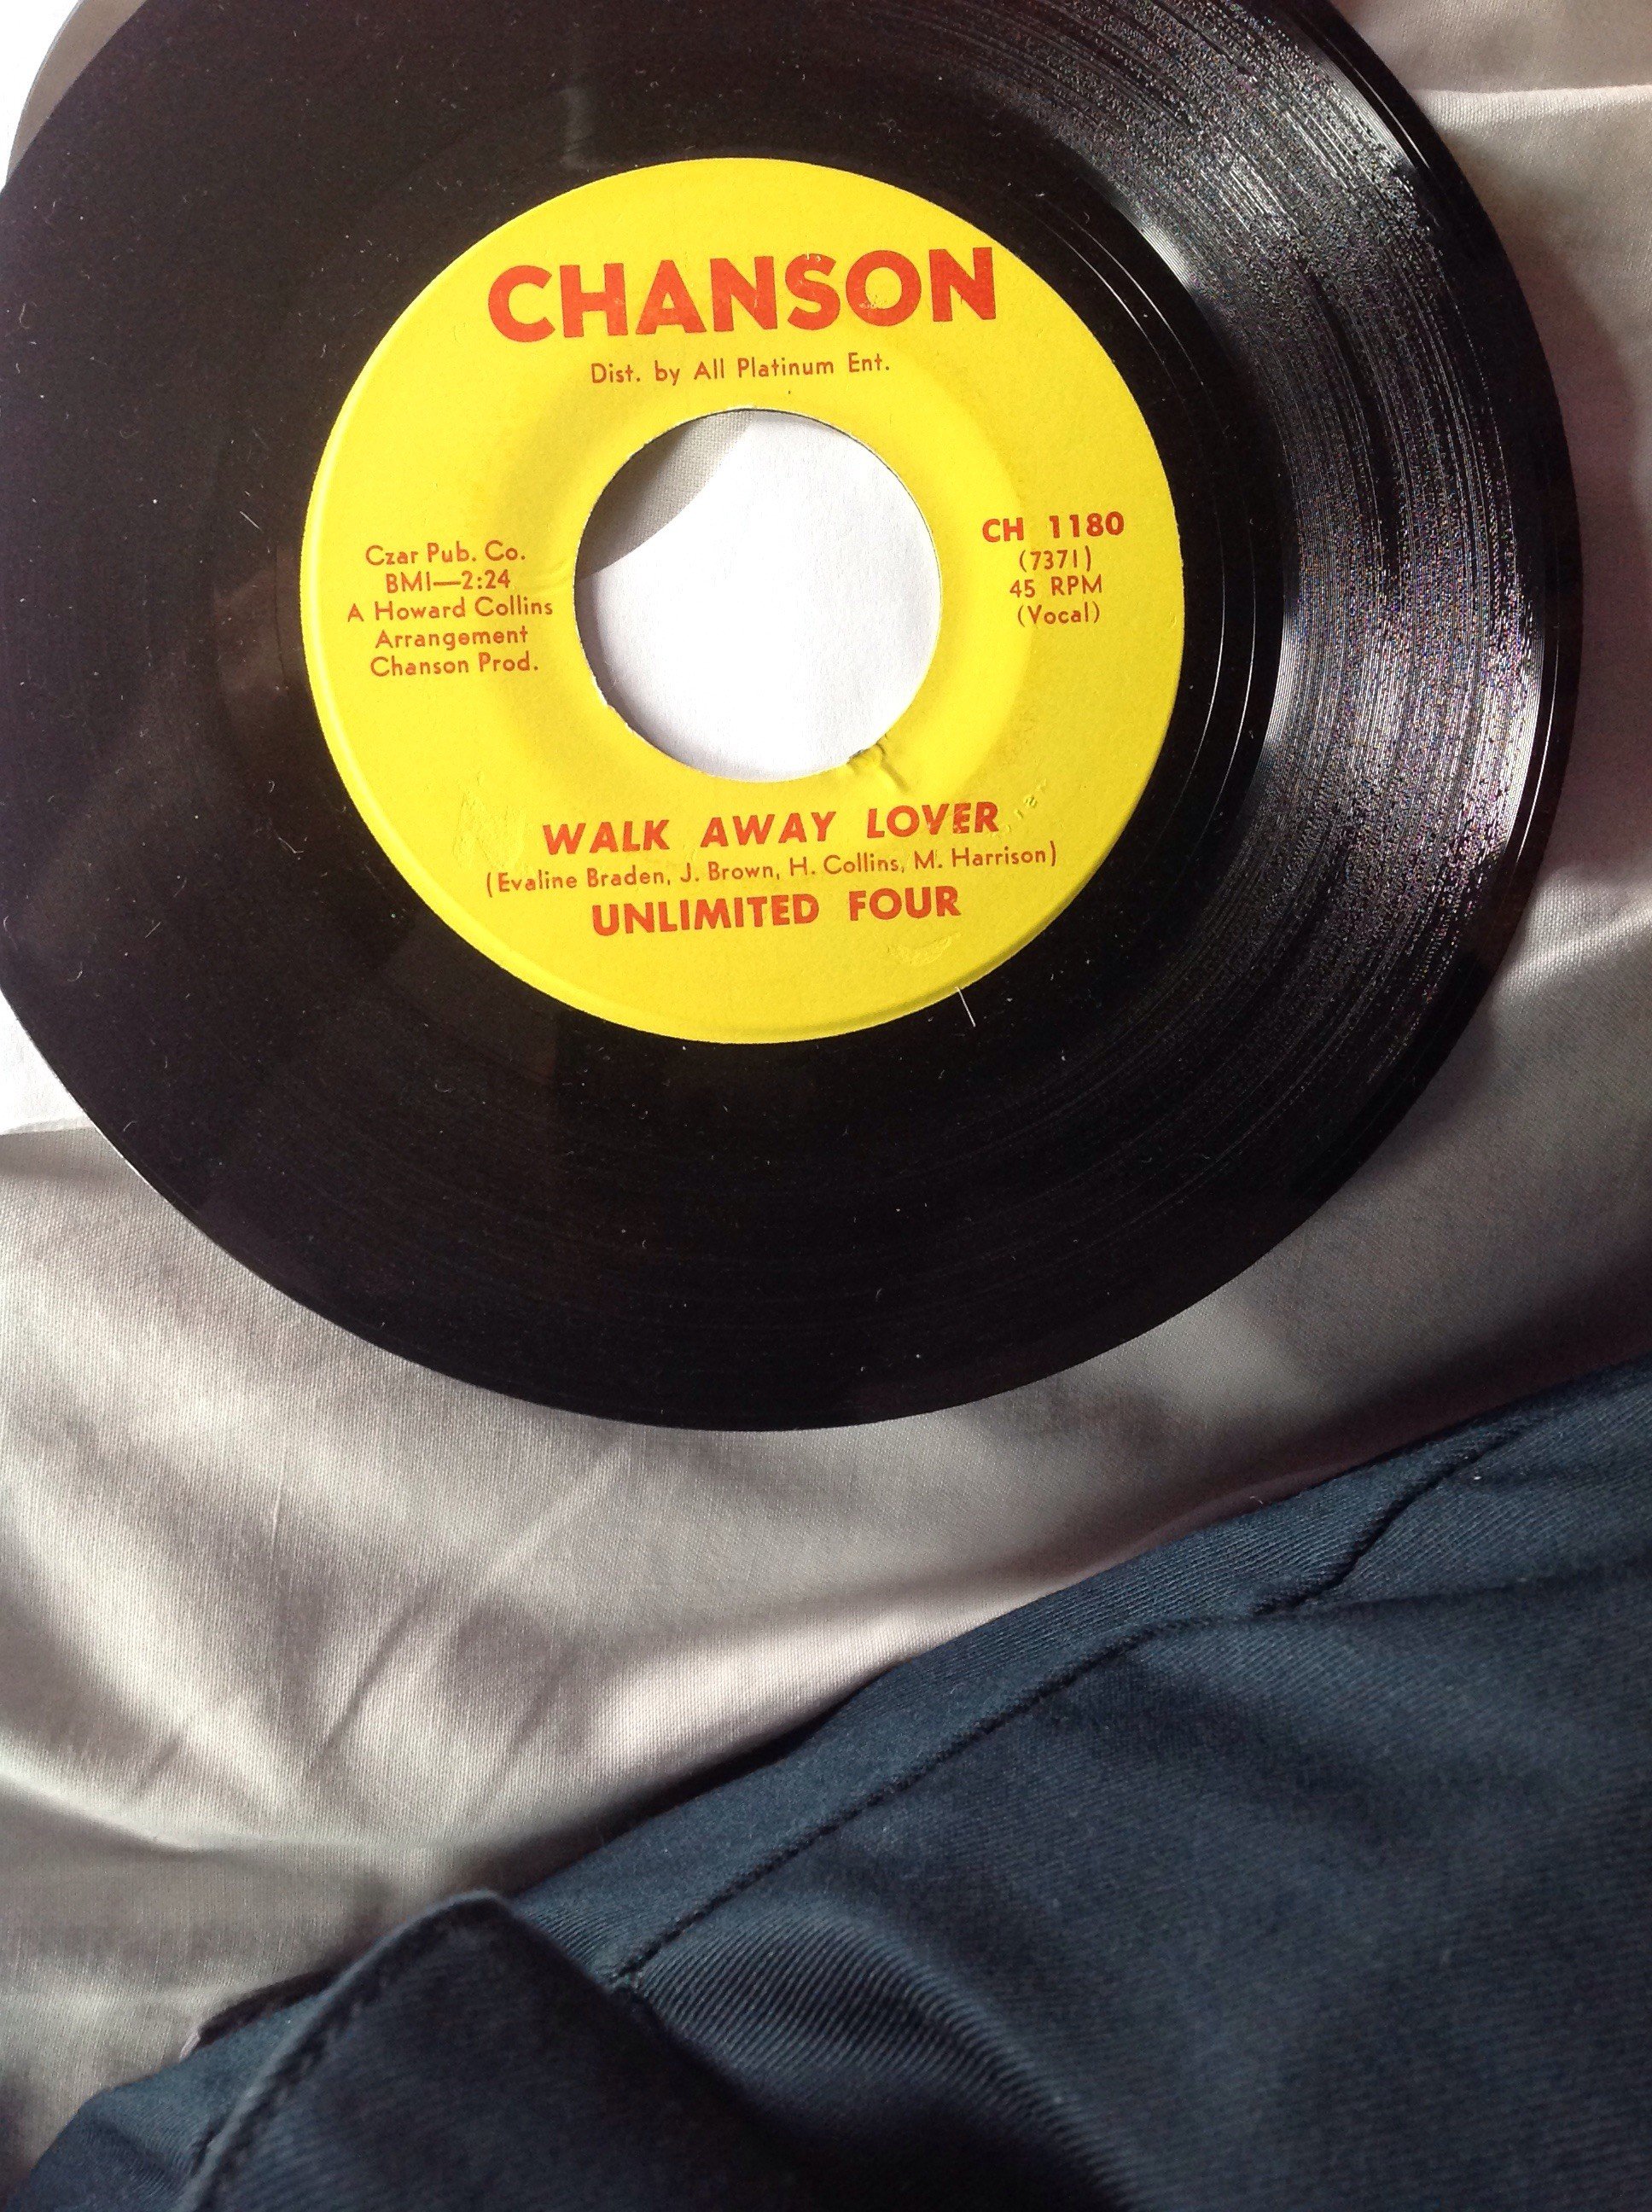 CHANSON
Dist. by All Platinum Ent.
Czar Pub. Co.
BMI—2:24
A Howard Collins
Arrangement
Chanson Prod.
CH 1180
(7371)
45 RPM
(Vocal)
WALK AWAY LOVER
(Evaline Braden, J. Brown, H. Collins, M. Harrison)
UNLIMITED FOUR